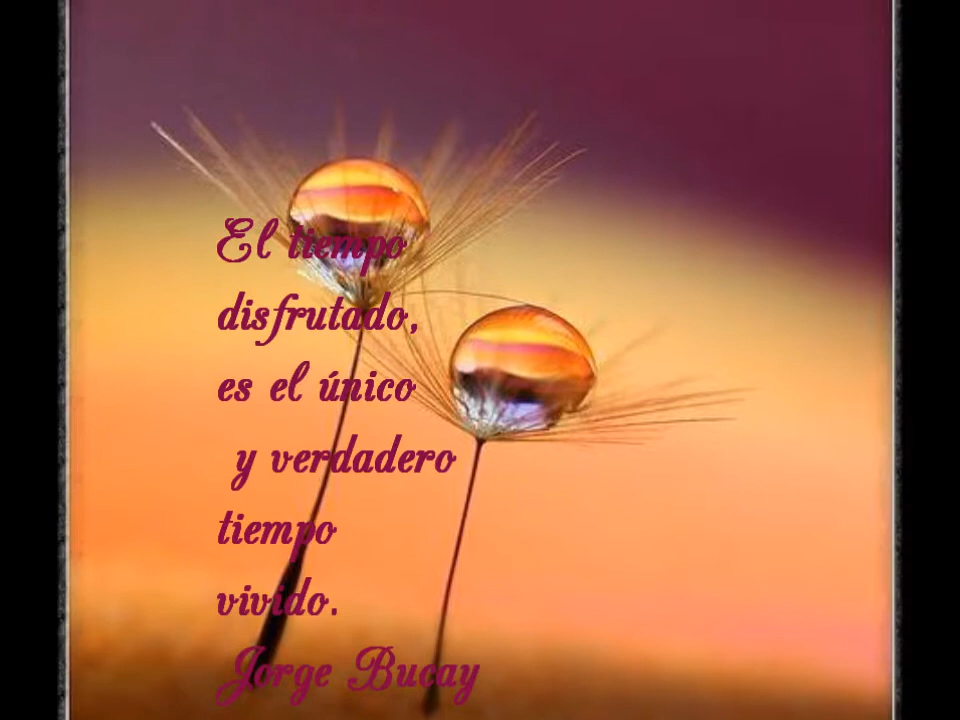 El tiempo
disfrutado,
es el único
y verdadero
tiempo
vivido.
Jorge Bucay